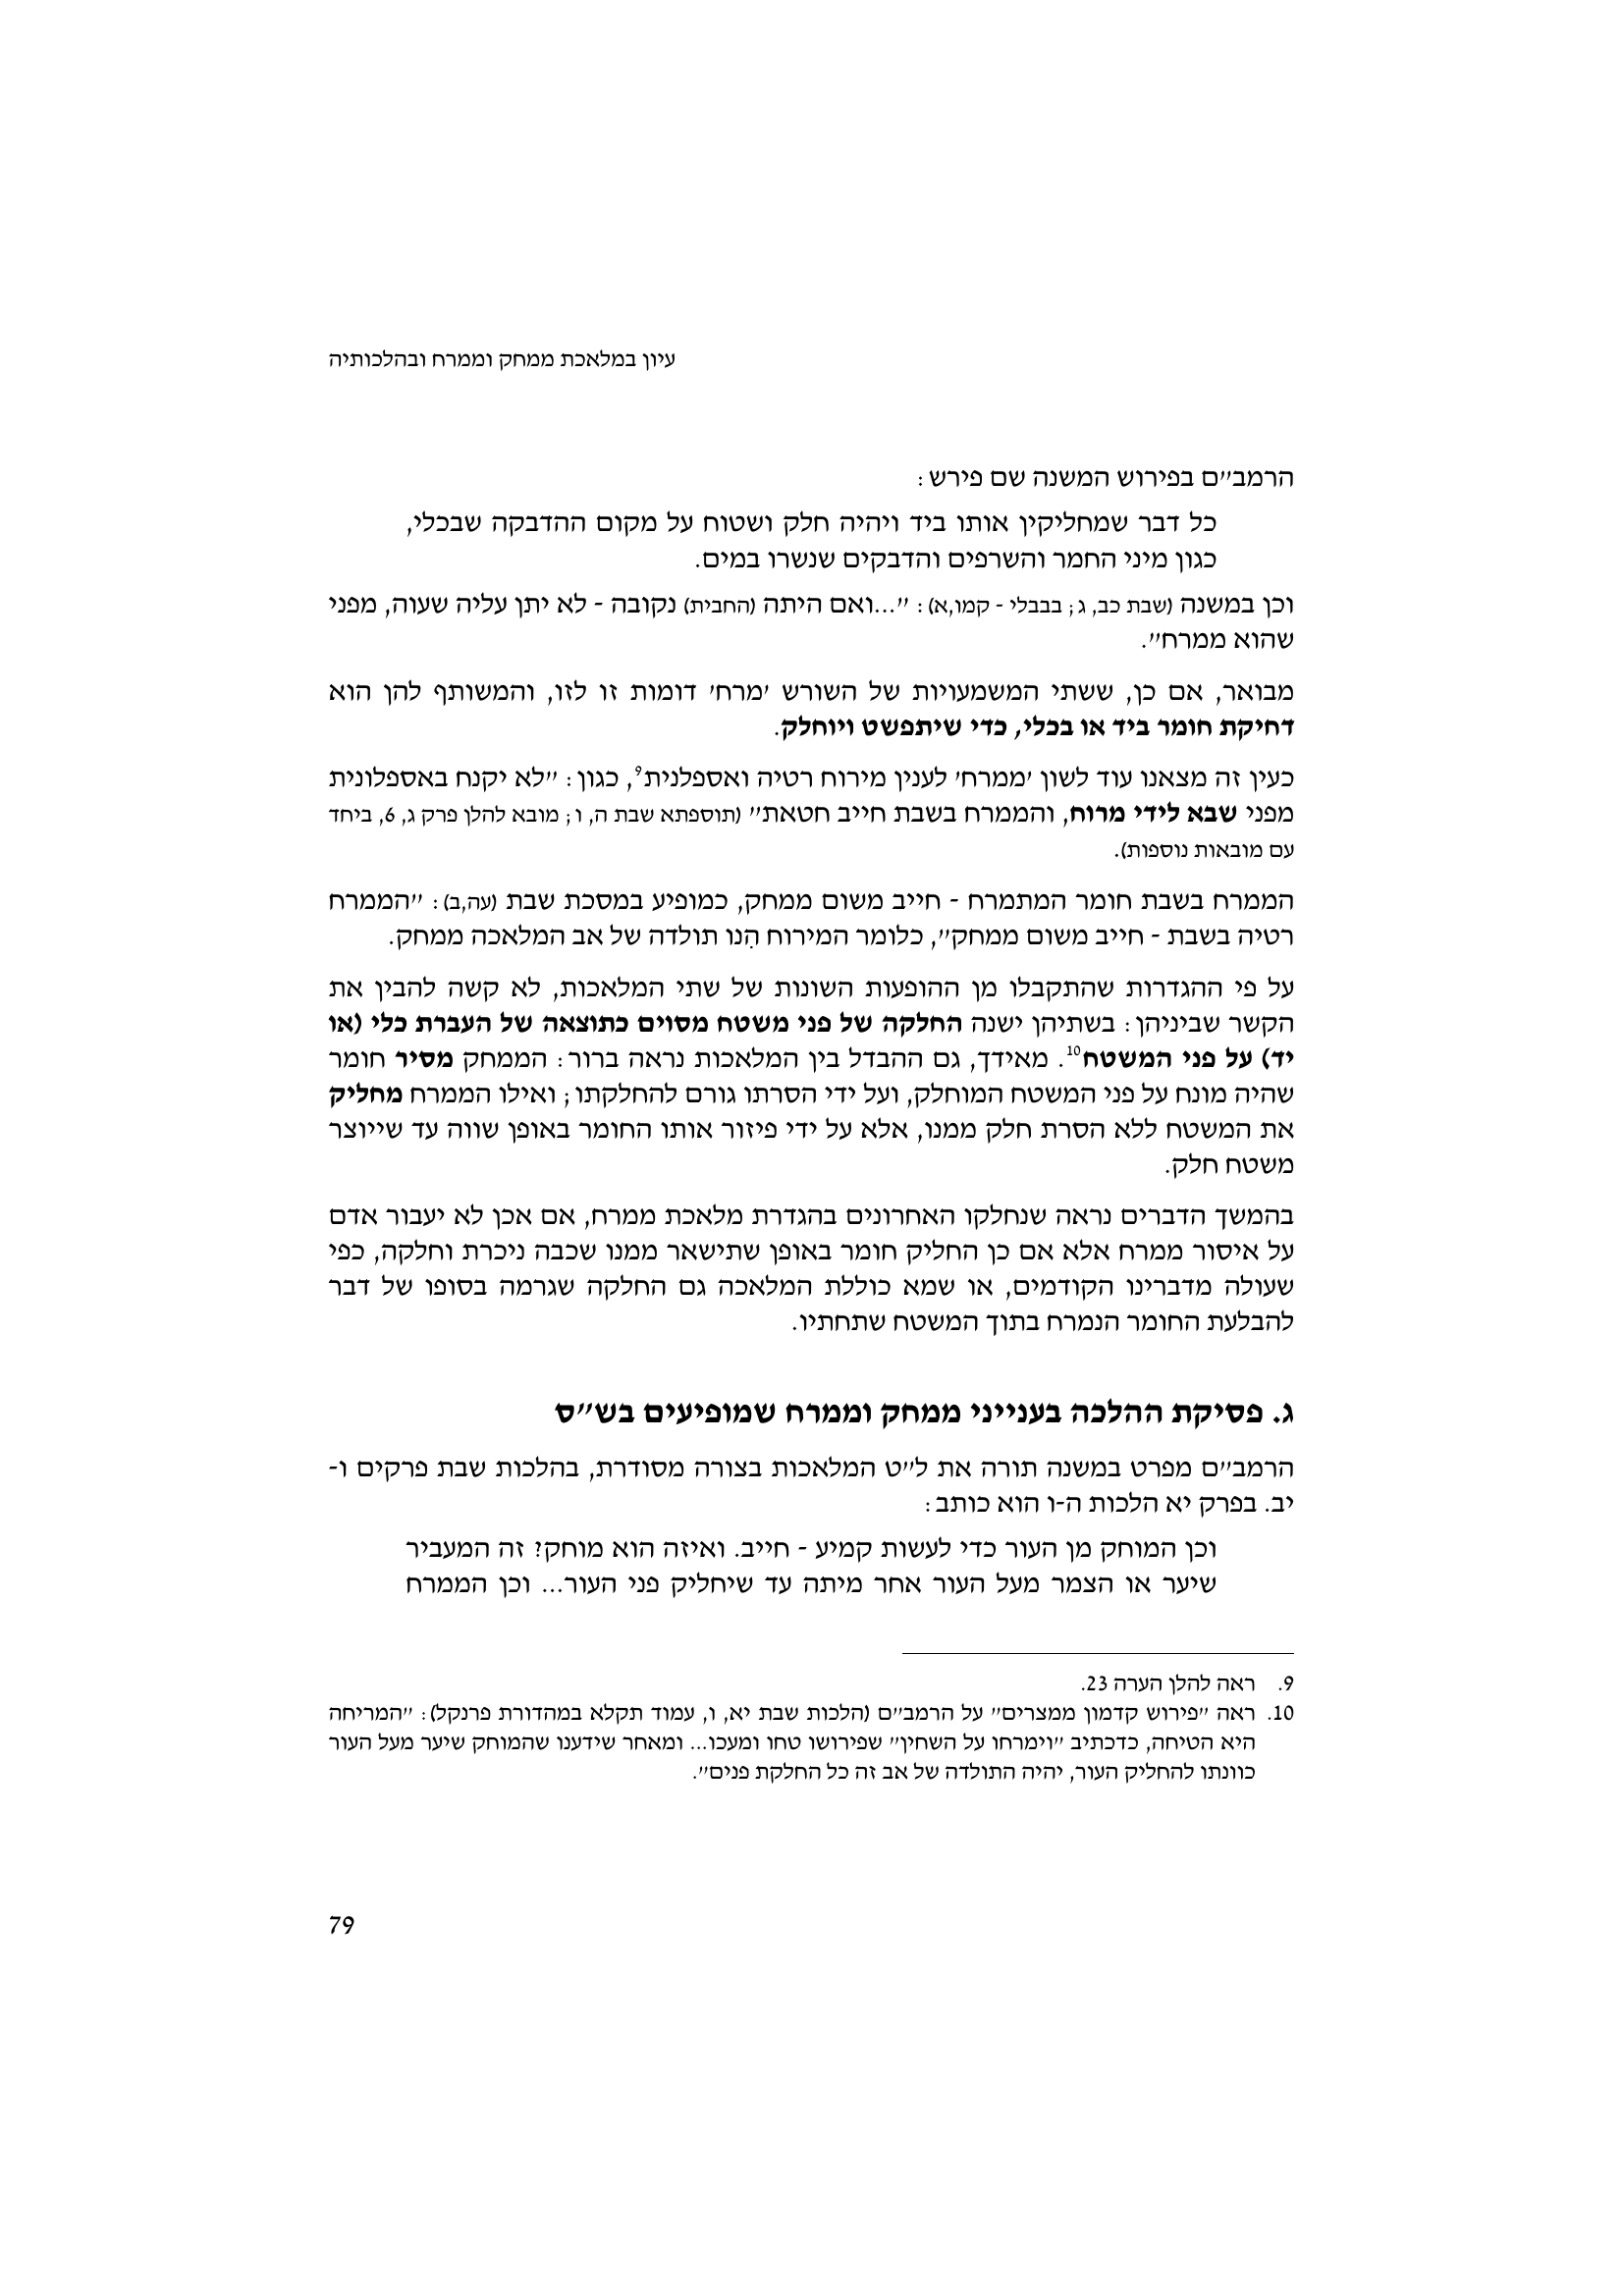 עיון במלאכת ממחק וממרח ובהלכותיה
הרמב״ם בפירוש המשנה שם פירש:
כל דבר שמחליקין אותו ביד ויהיה חלק ושטוח על מקום ההדבקה שבכלי,
כגון מיני החמר והשרפים והדבקים שנשרו במים.
וכן במשנה (שבת כב, ג; בבבלי - קמו,א): ״...ואם היתה (החבית) נקובה - לא יתן עליה שעוה, מפני
שהוא ממרח״.
מבואר, אם כן, ששתי המשמעויות של השורש ׳מרח׳ דומות זו לזו, והמשותף להן הוא
דחיקת חומר ביד או בכלי, כדי שיתפשט ויוחלק.
כעין זה מצאנו עוד לשון ׳ממרח׳ לענין מירוח רטיה ואספלנית9, כגון: ״לא יקנח באספלונית
מפני שבא לידי מרוח, והממרח בשבת חייב חטאת״ (תוספתא שבת ה, ו; מובא להלן פרק ג, 6, ביחד
עם מובאות נוספות).
הממרח בשבת חומר המתמרח - חייב משום ממחק, כמופיע במסכת שבת (עה,ב): ״הממרח
רטיה בשבת - חייב משום ממחק״, כלומר המירוח הִנו תולדה של אב המלאכה ממחק.
על פי ההגדרות שהתקבלו מן ההופעות השונות של שתי המלאכות, לא קשה להבין את
הקשר שביניהן: בשתיהן ישנה החלקה של פני משטח מסוים כתוצאה של העברת כלי (או
יד) על פני המשטח10. מאידך, גם ההבדל בין המלאכות נראה ברור: הממחק מסיר חומר
שהיה מונח על פני המשטח המוחלק, ועל ידי הסרתו גורם להחלקתו; ואילו הממרח מחליק
את המשטח ללא הסרת חלק ממנו, אלא על ידי פיזור אותו החומר באופן שווה עד שייוצר
משטח חלק.
בהמשך הדברים נראה שנחלקו האחרונים בהגדרת מלאכת ממרח, אם אכן לא יעבור אדם
על איסור ממרח אלא אם כן החליק חומר באופן שתישאר ממנו שכבה ניכרת וחלקה, כפי
שעולה מדברינו הקודמים, או שמא כוללת המלאכה גם החלקה שגרמה בסופו של דבר
להבלעת החומר הנמרח בתוך המשטח שתחתיו.
ג. פסיקת ההלכה בענייני ממחק וממרח שמופיעים בש״ס
הרמב״ם מפרט במשנה תורה את ל״ט המלאכות בצורה מסודרת, בהלכות שבת פרקים ו-
יב. בפרק יא הלכות ה-ו הוא כותב:
וכן המוחק מן העור כדי לעשות קמיע - חייב. ואיזה הוא מוחק? זה המעביר
שיער או הצמר מעל העור אחר מיתה עד שיחליק פני העור... וכן הממרח
9. ראה להלן הערה 23.
10. ראה ״פירוש קדמון ממצרים״ על הרמב״ם (הלכות שבת יא, ו, עמוד תקלא במהדורת פרנקל): ״המריחה
היא הטיחה, כדכתיב ״וימרחו על השחין״ שפירושו טחו ומעכו... ומאחר שידענו שהמוחק שיער מעל העור
כוונתו להחליק העור, יהיה התולדה של אב זה כל החלקת פנים״.
79